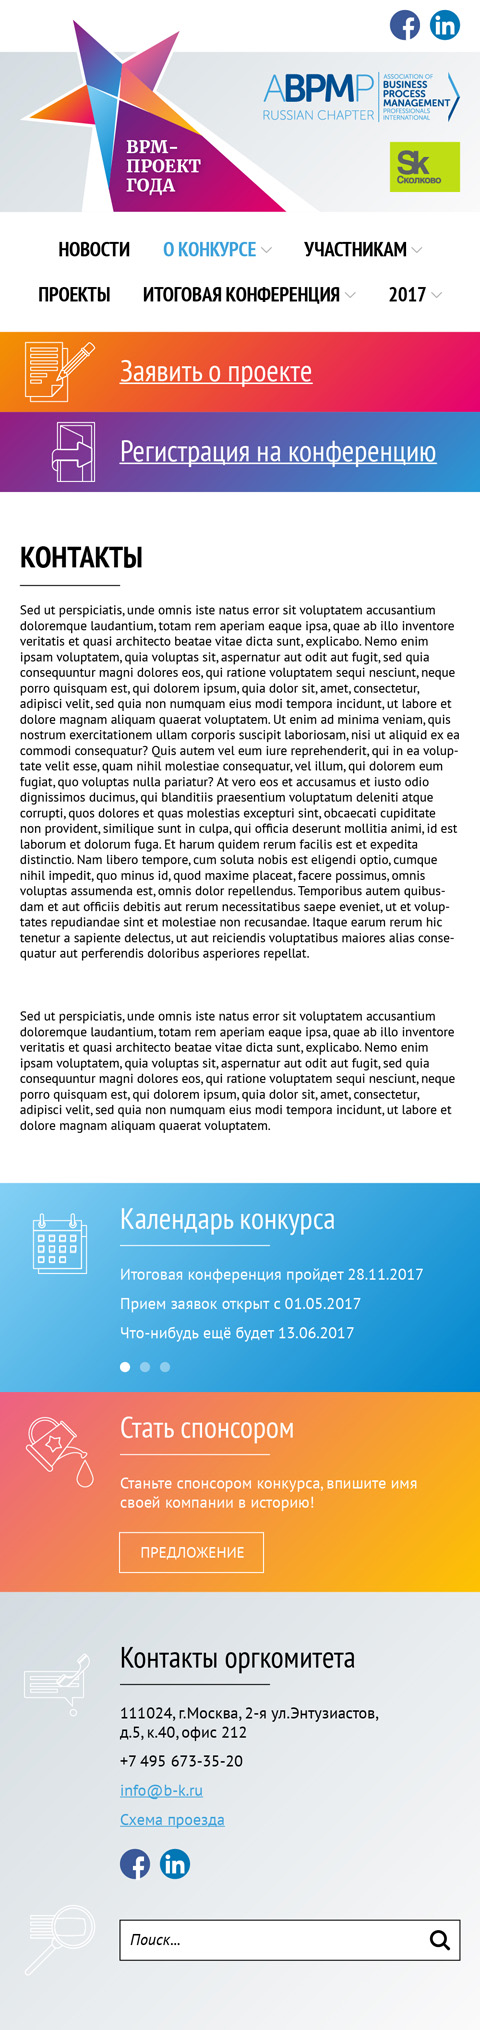 ABPMP
RUSSIAN CHAPTER
ASSOCIATION OF
BUSINESS
PROCESS
MANAGEMENT
PROFESSIONALS
INTERNATIONAL
BPM-
ПРОЕКТ
ГОДА
Sk
Сколково
НОВОСТИ О КОНКУРСЕ УЧАСТНИКАМ
ПРОЕКТЫ ИТОГОВАЯ КОНФЕРЕНЦИЯ 2017
Заявить о проекте
Регистрация на конференцию
КОНТАКТЫ
Sed ut perspiciatis, unde omnis iste natus error sit voluptatem accusantium
doloremque laudantium, totam rem aperiam eaque ipsa, quae ab illo inventore
veritatis et quasi architecto beatae vitae dicta sunt, explicabo. Nemo enim
ipsam voluptatem, quia voluptas sit, aspernatur aut odit aut fugit, sed quia
consequuntur magni dolores eos, qui ratione voluptatem sequi nesciunt, neque
porro quisquam est, qui dolorem ipsum, quia dolor sit, amet, consectetur,
adipisci velit, sed quia non numquam eius modi tempora incidunt, ut labore et
dolore magnam aliquam quaerat voluptatem. Ut enim ad minima veniam, quis
nostrum exercitationem ullam corporis suscipit laboriosam, nisi ut aliquid ex ea
commodi consequatur? Quis autem vel eum iure reprehenderit, qui in ea volup-
tate velit esse, quam nihil molestiae consequatur, vel illum, qui dolorem eum
fugiat, quo voluptas nulla pariatur? At vero eos et accusamus et iusto odio
dignissimos ducimus, qui blanditiis praesentium voluptatum deleniti atque
corrupti, quos dolores et quas molestias excepturi sint, obcaecati cupiditate
non provident, similique sunt in culpa, qui officia deserunt mollitia animi, id est
laborum et dolorum fuga. Et harum quidem rerum facilis est et expedita
distinctio. Nam libero tempore, cum soluta nobis est eligendi optio, cumque
nihil impedit, quo minus id, quod maxime placeat, facere possimus, omnis
voluptas assumenda est, omnis dolor repellendus. Temporibus autem quibus-
dam et aut officiis debitis aut rerum necessitatibus saepe eveniet, ut et volup-
tates repudiandae sint et molestiae non recusandae. Itaque earum rerum hic
tenetur a sapiente delectus, ut aut reiciendis voluptatibus maiores alias conse-
quatur aut perferendis doloribus asperiores repellat.
Sed ut perspiciatis, unde omnis iste natus error sit voluptatem accusantium
doloremque laudantium, totam rem aperiam eaque ipsa, quae ab illo inventore
veritatis et quasi architecto beatae vitae dicta sunt, explicabo. Nemo enim
ipsam voluptatem, quia voluptas sit, aspernatur aut odit aut fugit, sed quia
consequuntur magni dolores eos, qui ratione voluptatem sequi nesciunt, neque
porro quisquam est, qui dolorem ipsum, quia dolor sit, amet, consectetur,
adipisci velit, sed quia non numquam eius modi tempora incidunt, ut labore et
dolore magnam aliquam quaerat voluptatem.
Календарь конкурса
Итоговая конференция пройдет 28.11.2017
Прием заявок открыт с 01.05.2017
Что-нибудь ещё будет 13.06.2017
Стать спонсором
Станьте спонсором конкурса, впишите имя
своей компании в историю!
ПРЕДЛОЖЕНИЕ
Контакты оргкомитета
111024, г.Москва, 2-я ул.Энтузиастов,
д.5, к.40, офис 212
+7 495 673-35-20
info@b-k.ru
Схема проезда
Поиск...